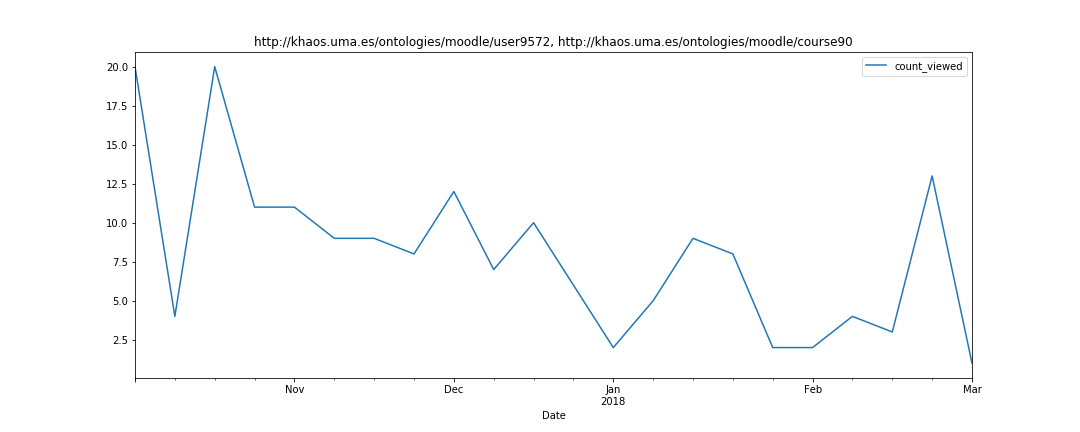 http://khaos.uma.es/ontologies/moodle/user9572, http://khaos.uma.es/ontologies/moodle/course90
count_viewed
20.0
17.5
15.0
12.5
10.0
7.5
5.0
2.5
Nov
Dec
Jan
2018
Feb
Mar
Date